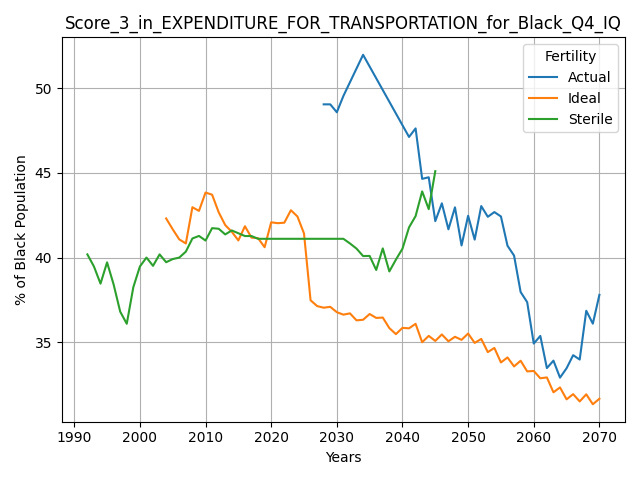 Score_3_in_EXPENDITURE_FOR_TRANSPORTATION_for_Black_Q4_IQ
Fertility
Actual
Ideal
Sterile
% of Black Population
50
45
40
35
1990 2000 2010 2020 2030 2040 2050 2060 2070
Years